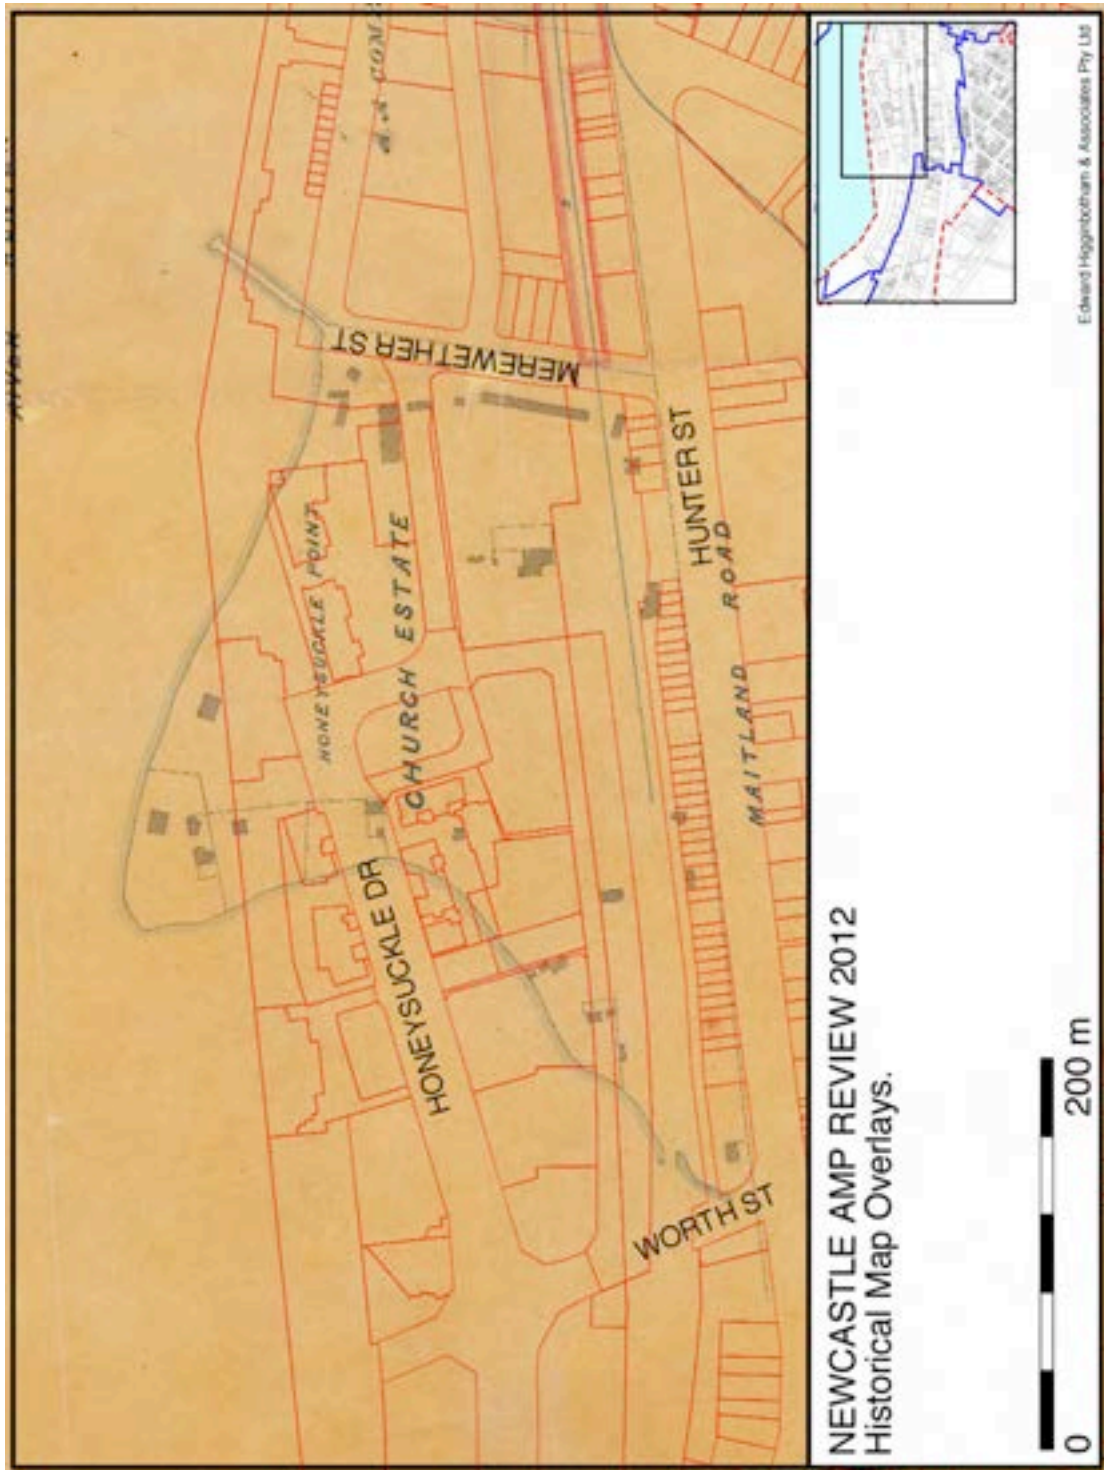 MEREWETHER ST
HONEYSUCKLE POINT
CHURCH ESTATE
HUNTER ST
MAITLAND ROAD
HONEYSUCKLE DR
WORTH ST
NEWCASTLE AMP REVIEW 2012
Historical Map Overlays.
0 200 m
Edward Higginbotham & Associates Pty Ltd